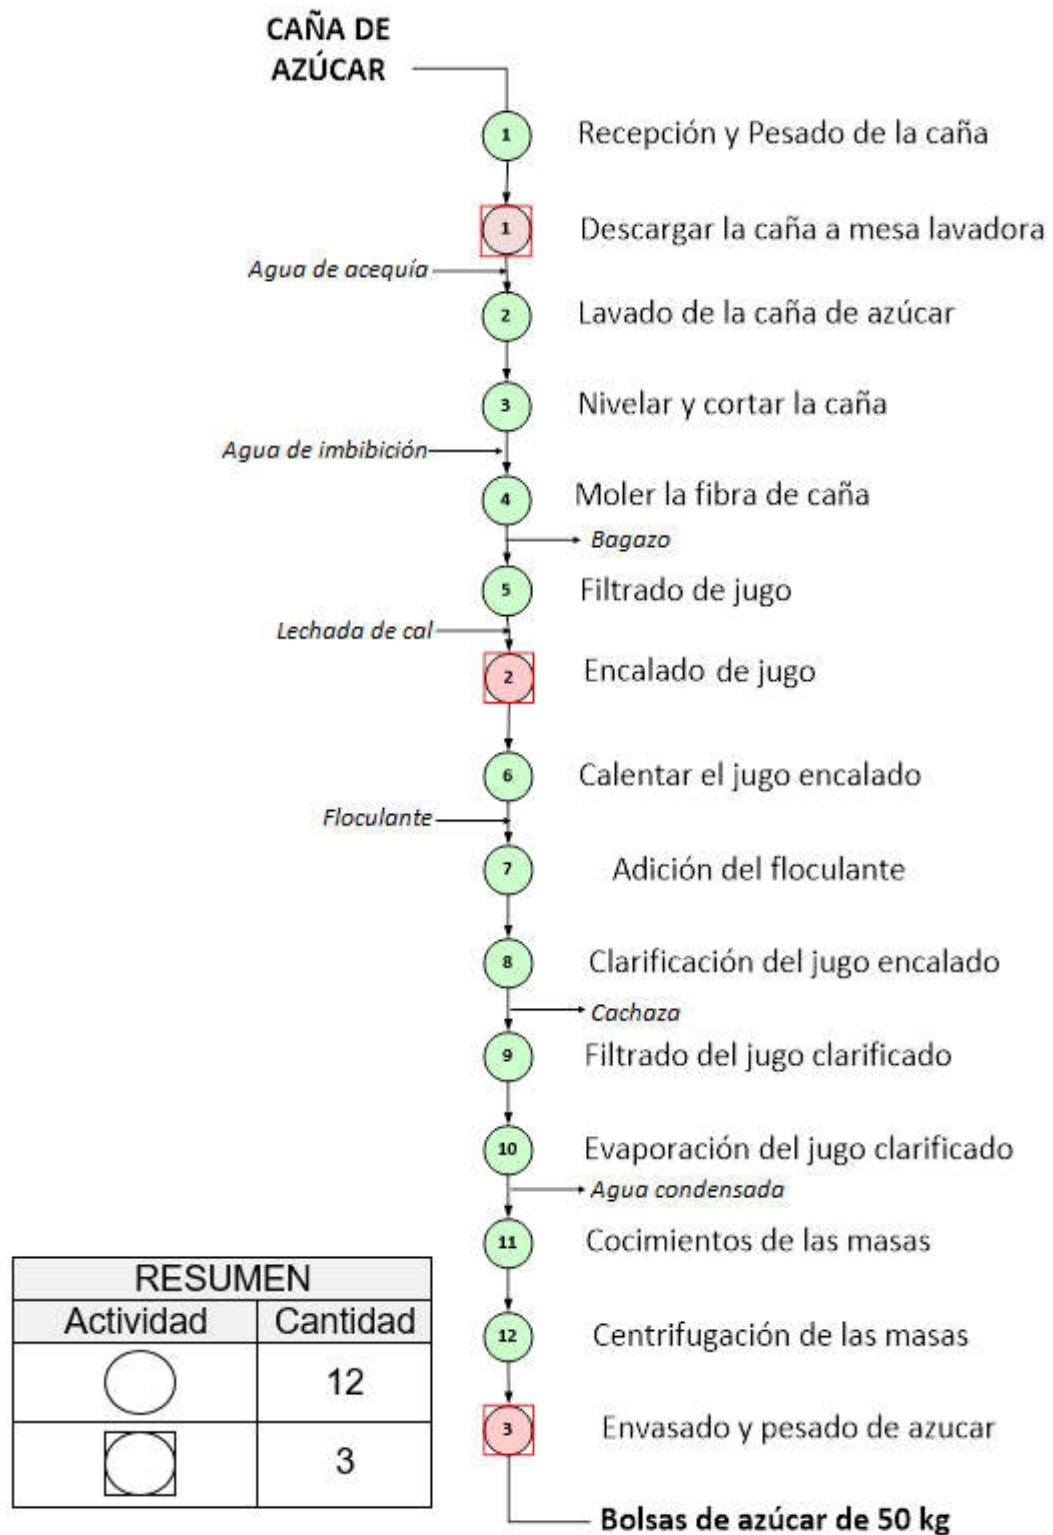 CAÑA DE
AZÚCAR
1 Recepción y Pesado de la caña
1 Descargar la caña a mesa lavadora
Agua de acequía
2 Lavado de la caña de azúcar
3 Nivelar y cortar la caña
Agua de imbibición
4 Moler la fibra de caña
Bagazo
5 Filtrado de jugo
Lechada de cal
2 Encalado de jugo
6 Calentar el jugo encalado
Floculante
7 Adición del floculante
8 Clarificación del jugo encalado
Cachaza
9 Filtrado del jugo clarificado
10 Evaporación del jugo clarificado
Agua condensada
11 Cocimientos de las masas
12 Centrifugación de las masas
3 Envasado y pesado de azucar
Bolsas de azúcar de 50 kg
RESUMEN
Actividad Cantidad
12
3